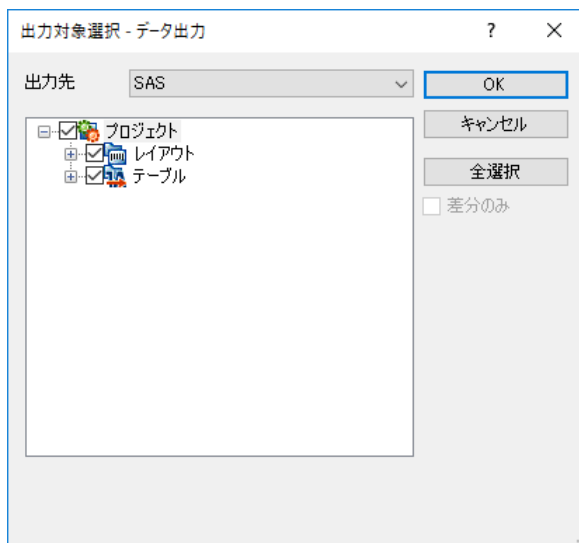 出力対象選択 - データ出力
?
出力先
SAS
OK
キャンセル
全選択
差分のみ
プロジェクト
レイアウト
テーブル